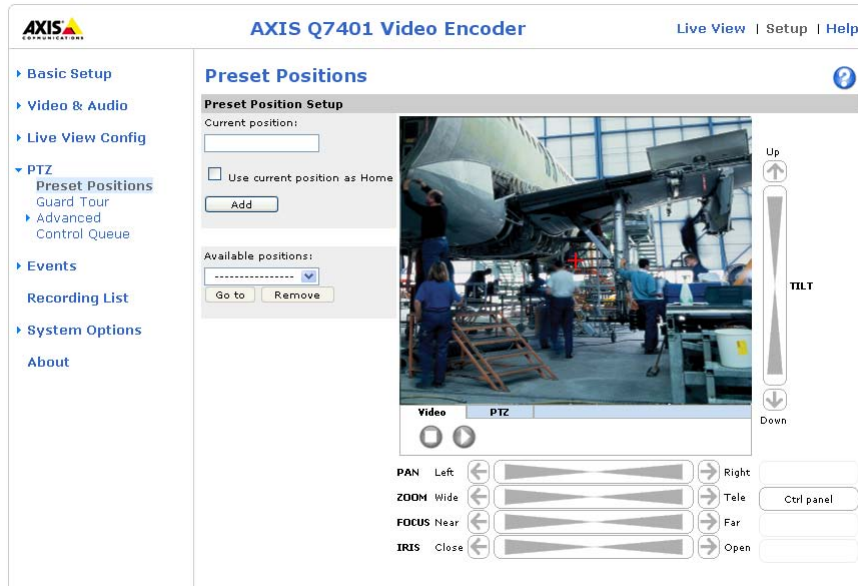 AXIS
COMMUNICATIONS
AXIS Q7401 Video Encoder
Live View | Setup | Help
Basic Setup
Video & Audio
Live View Config
PTZ
Preset Positions
Guard Tour
Advanced
Control Queue
Events
Recording List
System Options
About
Preset Positions
?
Preset Position Setup
Current position:
Use current position as Home
Add
Available positions:
---------------
Go to Remove
Up
TILT
Down
Video PTZ
PAN Left Right
ZOOM Wide Tele Ctrl panel
FOCUS Near Far
IRIS Close Open